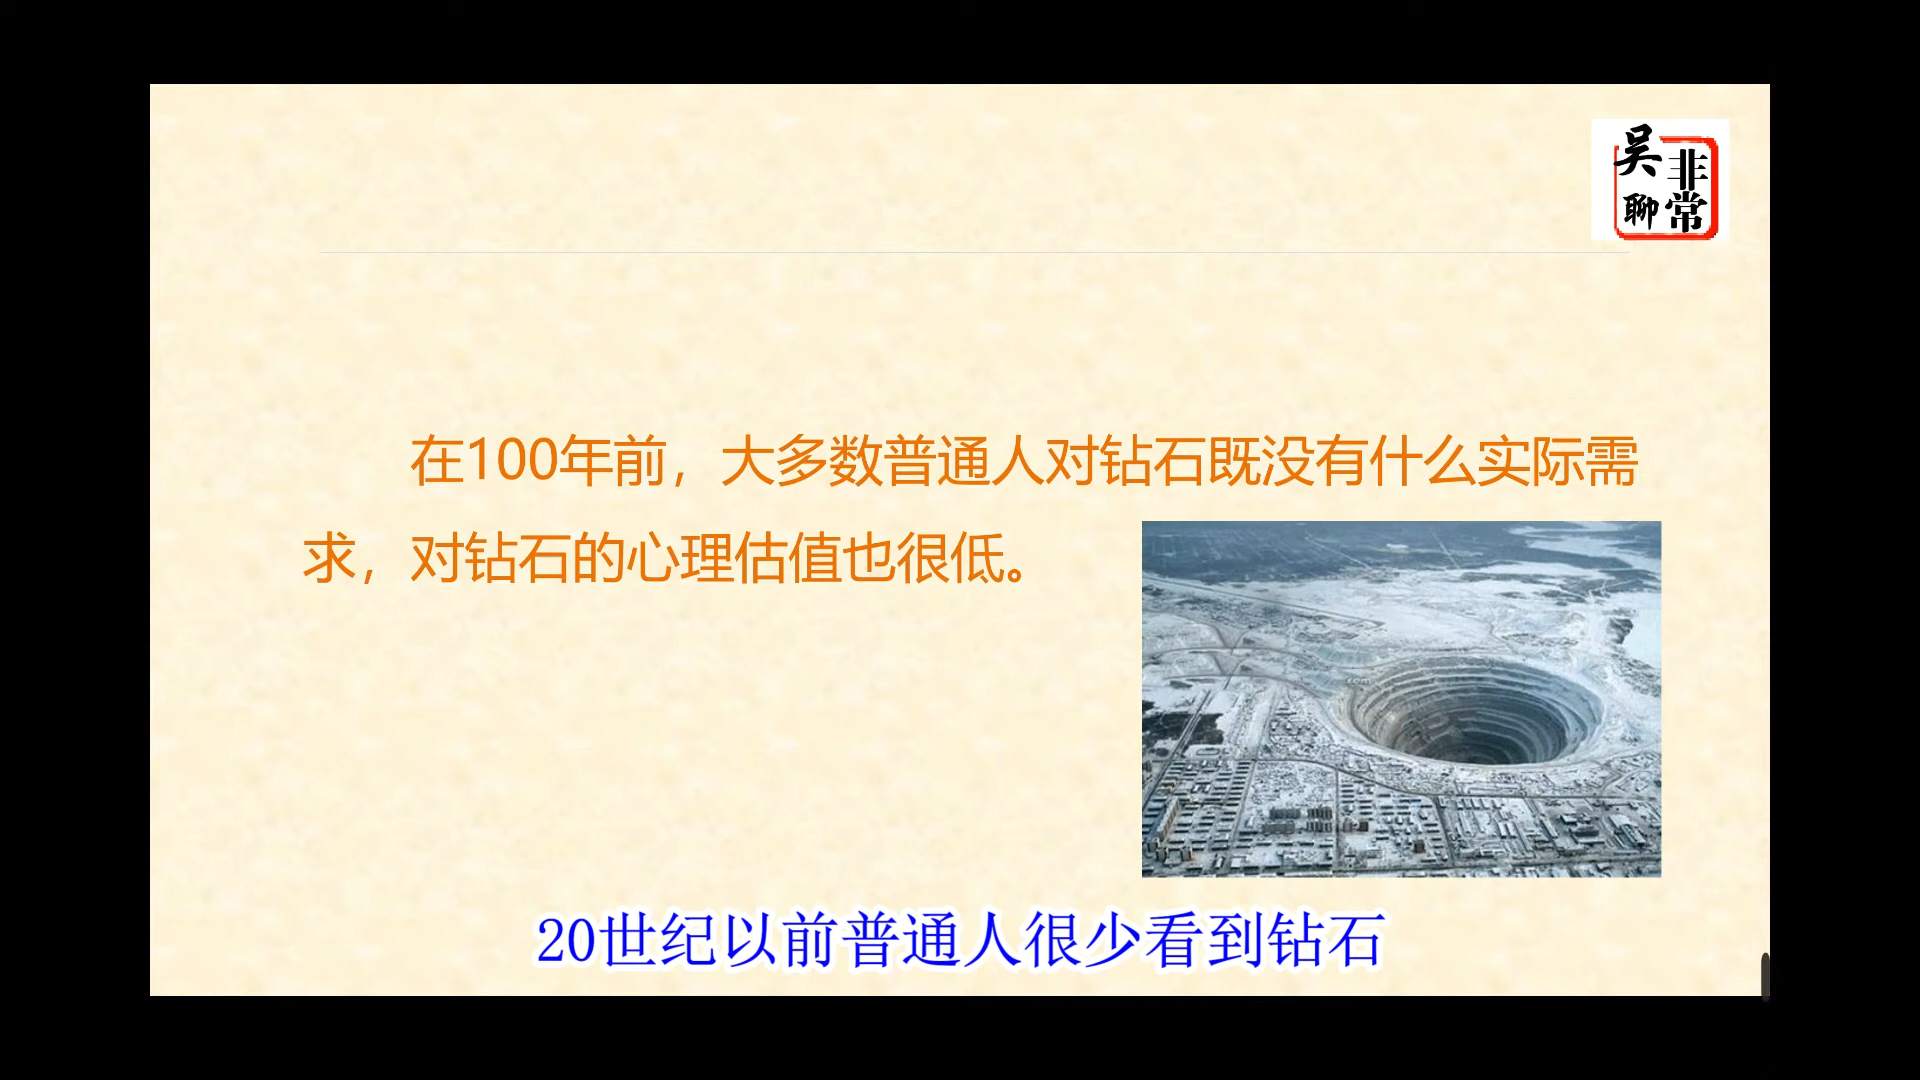 吴非
聊常
在100年前，大多数普通人对钻石既没有什么实际需
求，对钻石的心理估值也很低。
20世纪以前普通人很少看到钻石